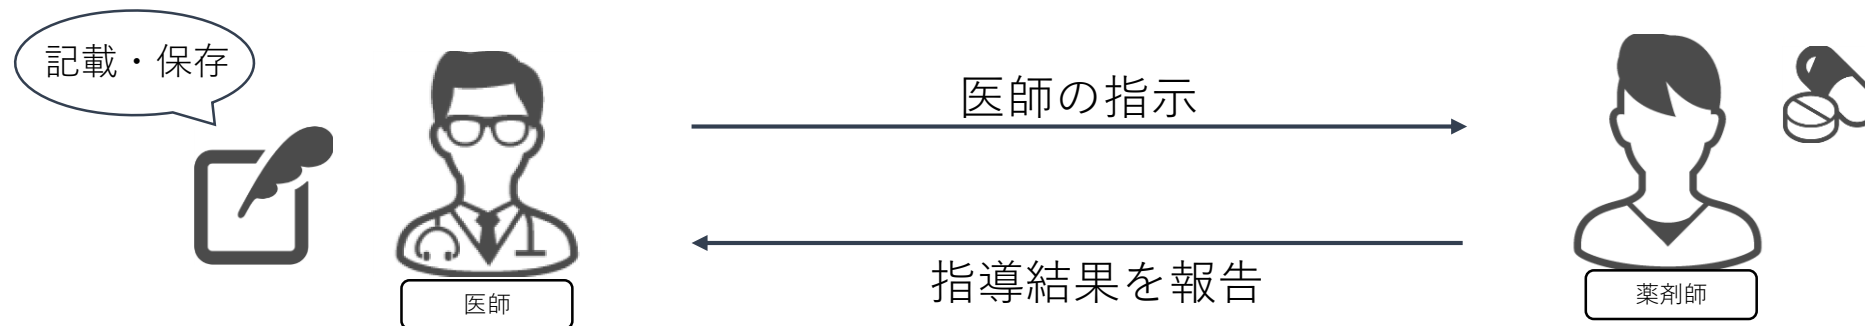 記載・保存
医師の指示
指導結果を報告
医師
薬剤師